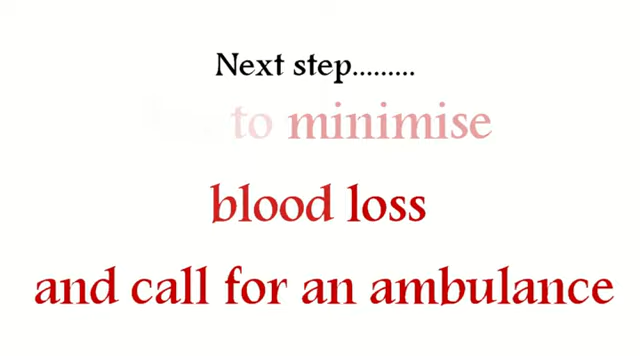 Next step.........
to minimise
blood loss
and call for an ambulance